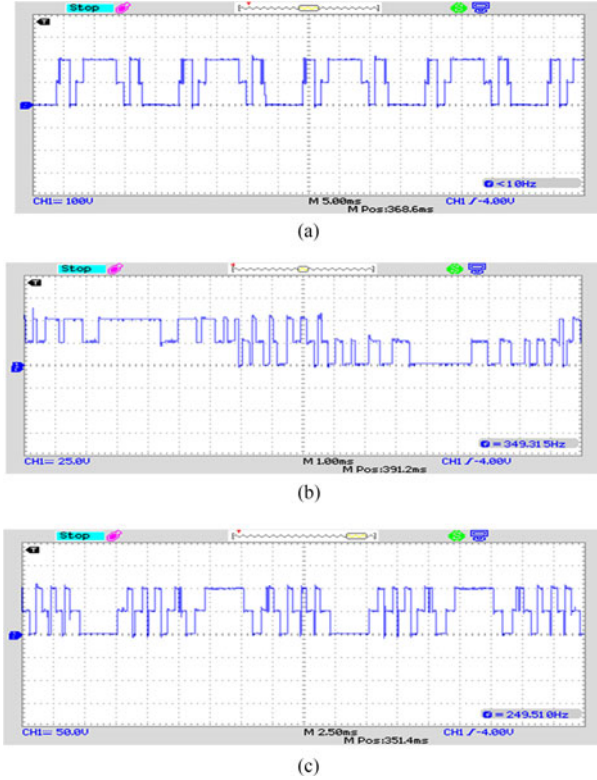 Stop
T
<10Hz
CH1= 100V M 5.00ms CH1 /-4.00V
M Pos:368.6ms
(a)
Stop
T
= 349.315Hz
CH1= 25.0V M 1.00ms CH1 /-4.00V
M Pos:391.2ms
(b)
Stop
T
= 249.510Hz
CH1= 50.0V M 2.50ms CH1 /-4.00V
M Pos:351.4ms
(c)